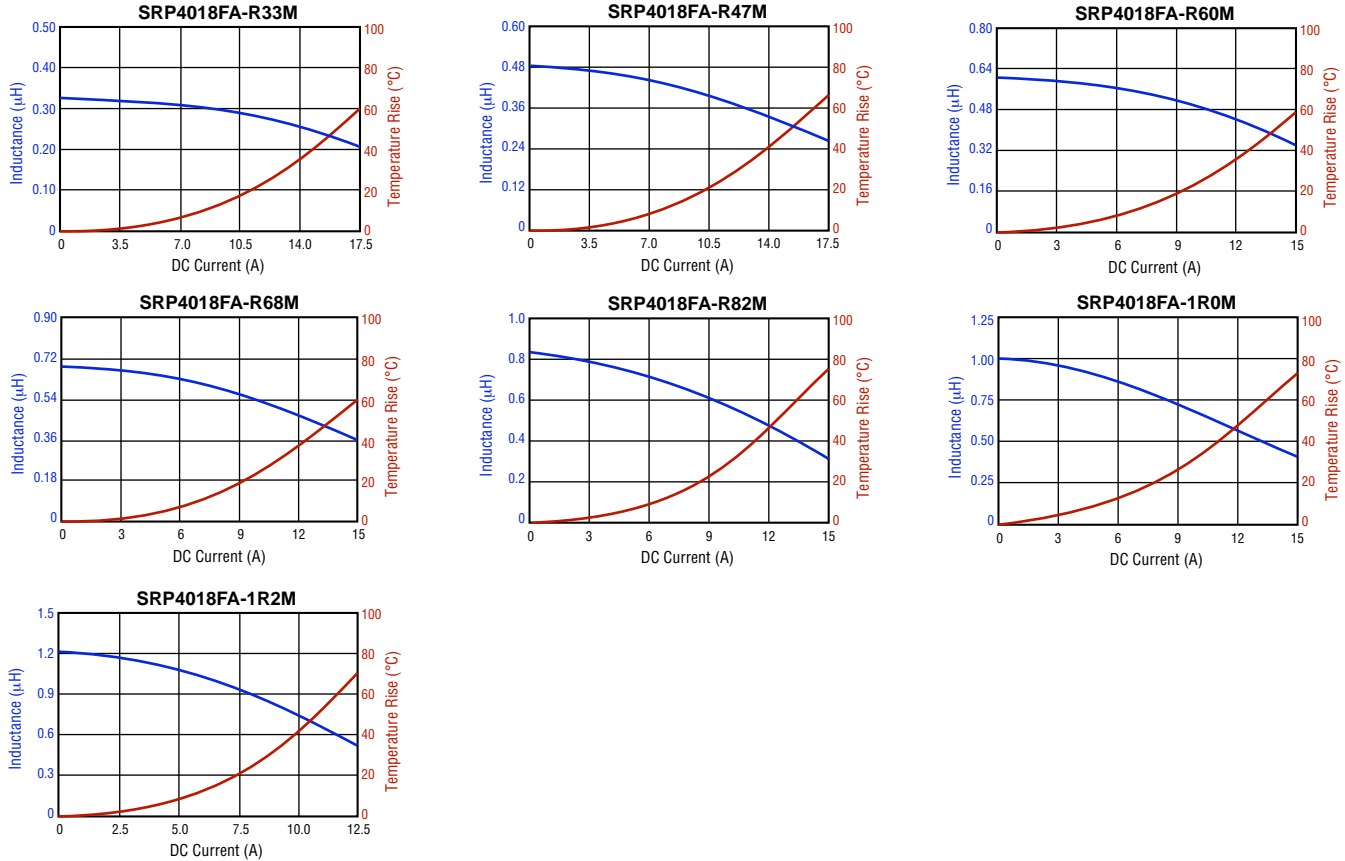 SRP4018FA-R33M
Inductance (µH)
0.50
0.40
0.30
0.20
0.10
0
100
80
60
40
20
0
Temperature Rise (°C)
0 3.5 7.0 10.5 14.0 17.5
DC Current (A)
SRP4018FA-R47M
Inductance (µH)
0.60
0.48
0.36
0.24
0.12
0
100
80
60
40
20
0
Temperature Rise (°C)
0 3.5 7.0 10.5 14.0 17.5
DC Current (A)
SRP4018FA-R60M
Inductance (µH)
0.80
0.64
0.48
0.32
0.16
0
100
80
60
40
20
0
Temperature Rise (°C)
0 3 6 9 12 15
DC Current (A)
SRP4018FA-R68M
Inductance (µH)
0.90
0.72
0.54
0.36
0.18
0
100
80
60
40
20
0
Temperature Rise (°C)
0 3 6 9 12 15
DC Current (A)
SRP4018FA-R82M
Inductance (µH)
1.0
0.8
0.6
0.4
0.2
0
100
80
60
40
20
0
Temperature Rise (°C)
0 3 6 9 12 15
DC Current (A)
SRP4018FA-1R0M
Inductance (µH)
1.25
1.00
0.75
0.50
0.25
0
100
80
60
40
20
0
Temperature Rise (°C)
0 3 6 9 12 15
DC Current (A)
SRP4018FA-1R2M
Inductance (µH)
1.5
1.2
0.9
0.6
0.3
0
100
80
60
40
20
0
Temperature Rise (°C)
0 2.5 5.0 7.5 10.0 12.5
DC Current (A)